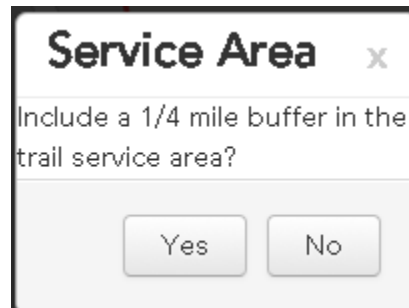 Service Area x
Include a 1/4 mile buffer in the
trail service area?
Yes No